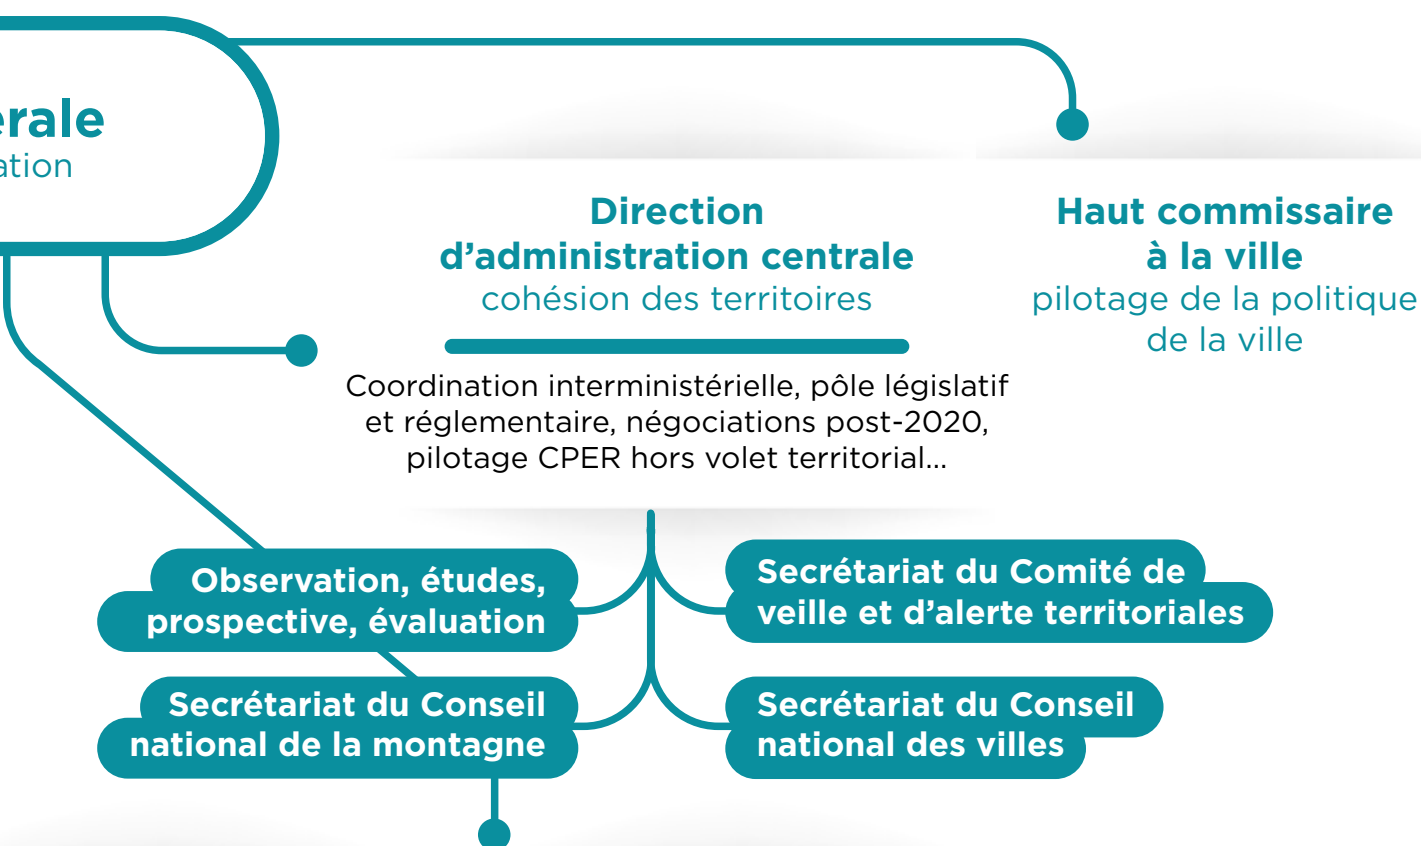 Direction
d’administration centrale
cohésion des territoires
Coordination interministérielle, pôle législatif
et réglementaire, négociations post-2020,
pilotage CPER hors volet territorial...
Haut commissaire
à la ville
pilotage de la politique
de la ville
Observation, études,
prospective, évaluation
Secrétariat du Conseil
national de la montagne
Secrétariat du Comité de
veille et d’alerte territoriales
Secrétariat du Conseil
national des villes